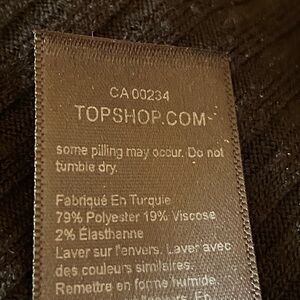 CA 00234
TOPSHOP.COM
some pilling may occur. Do not
tumble dry.
Fabriqué En Turquie
79% Polyester 19% Viscose
2% Élasthanne
Laver sur l'envers. Laver avec
des couleurs similaires.
Remettre en forme humide.